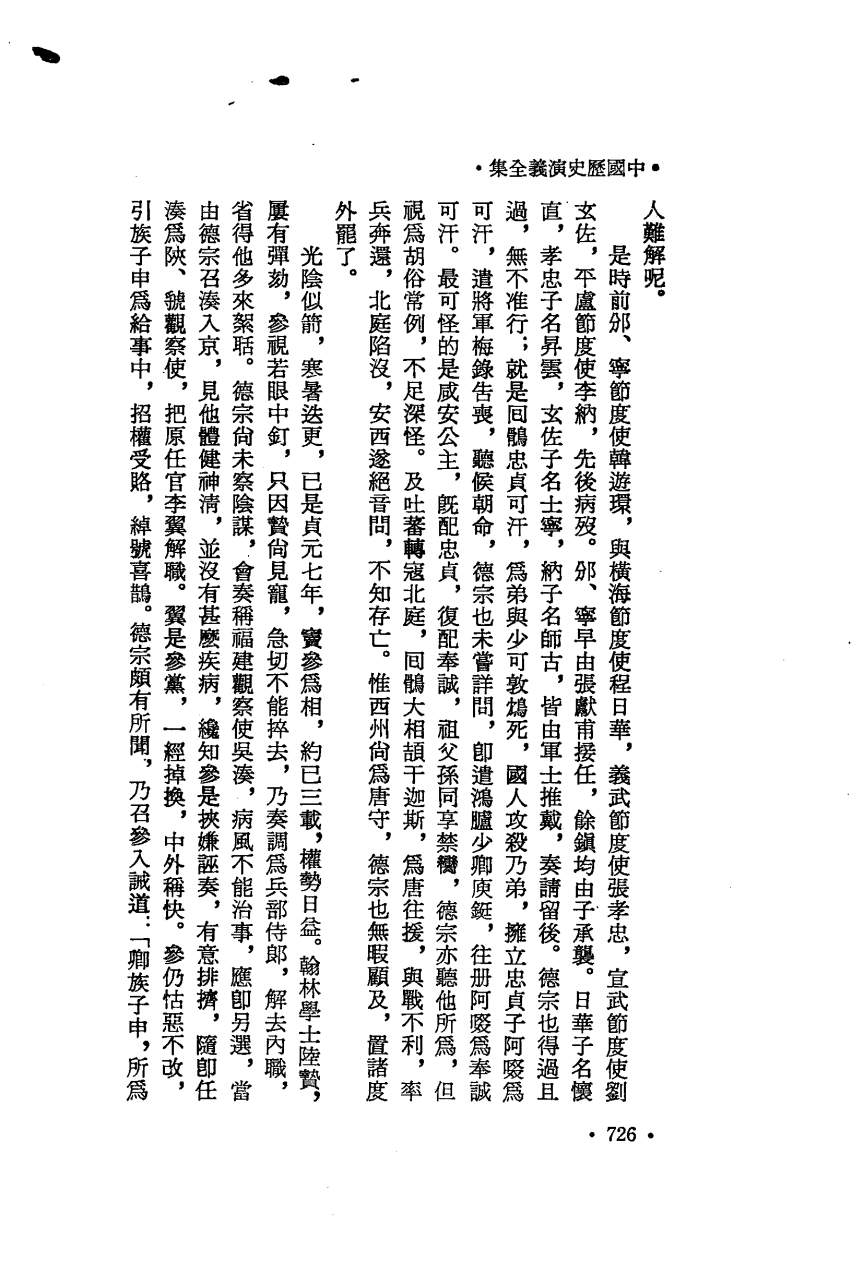 •中國歷史演義全集•
人難解呢。
是時前邠、寧節度使韓遊環，與橫海節度使程日華，義武節度使張孝忠，宣武節度使劉
玄佐，平盧節度使李納，先後病歿。邠、寧早由張獻甫接任，餘鎭均由子承襲。日華子名懷
直，孝忠子名昇雲，玄佐子名士寧，納子名師古，皆由軍士推戴，奏請留後。德宗也得過且
過，無不准行；就是回鶻忠貞可汗，爲弟與少可敦鴆死，國人攻殺乃弟，擁立忠貞子阿啜爲
可汗，遣將軍梅錄告喪，聽候朝命，德宗也未嘗詳問，卽遣鴻臚少卿庾鋋，往册阿啜爲奉誠
可汗。最可怪的是咸安公主，旣配忠貞，復配奉誠，祖父孫同享禁臠，德宗亦聽他所爲，但
視爲胡俗常例，不足深怪。及吐蕃轉寇北庭，回鶻大相頡干迦斯，爲唐往援，與戰不利，率
兵奔還，北庭陷沒，安西遂絕音問，不知存亡。惟西州尙爲唐守，德宗也無暇顧及，置諸度
外罷了。
光陰似箭，寒暑迭更，已是貞元七年，竇參爲相，約已三載，權勢日益。翰林學士陸贄，
屢有彈劾，參視若眼中釘，只因贄尙見寵，急切不能捽去，乃奏調爲兵部侍郞，解去內職，
省得他多來絮聒。德宗尙未察陰謀，會奏稱福建觀察使吳湊，病風不能治事，應卽另選，當
由德宗召湊入京，見他體健神淸，並沒有甚麽疾病，纔知參是挾嫌誣奏，有意排擠，隨卽任
湊爲陝、虢觀察使，把原任官李翼解職。翼是參黨，一經掉換，中外稱快。參仍怙惡不改，
引族子申爲給事中，招權受賂，綽號喜鵲。德宗頗有所聞，乃召參入誡道：「卿族子申，所爲
•726•